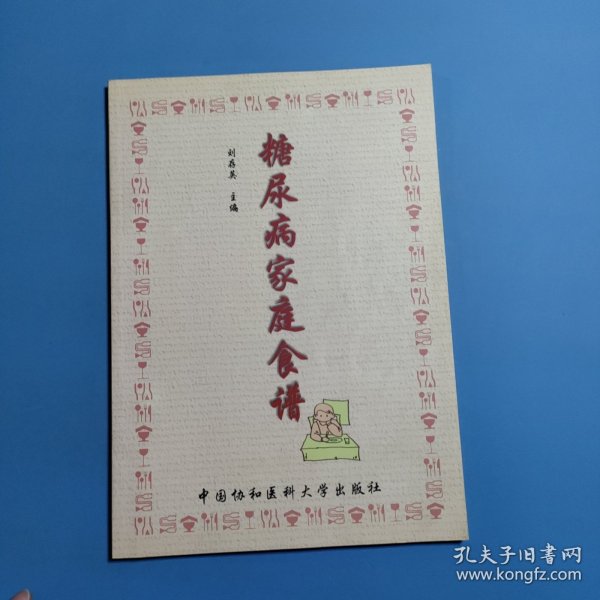 糖尿病家庭食谱
刘存英 主编
中国协和医科大学出版社
孔夫子旧书网
www.kongfz.com